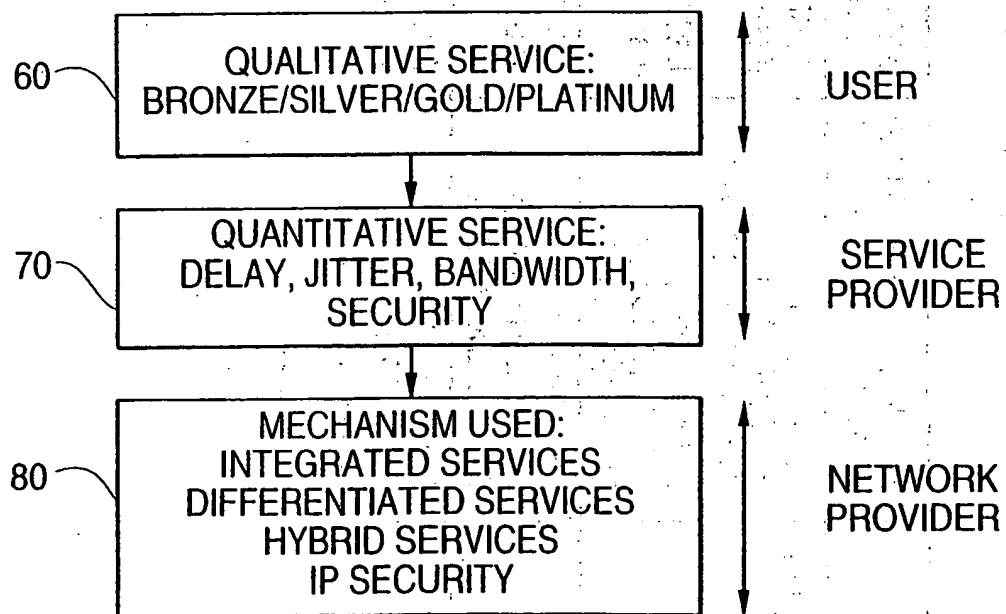 60
QUALITATIVE SERVICE:
BRONZE/SILVER/GOLD/PLATINUM
USER
70
QUANTITATIVE SERVICE:
DELAY, JITTER, BANDWIDTH,
SECURITY
SERVICE
PROVIDER
80
MECHANISM USED:
INTEGRATED SERVICES
DIFFERENTIATED SERVICES
HYBRID SERVICES
IP SECURITY
NETWORK
PROVIDER